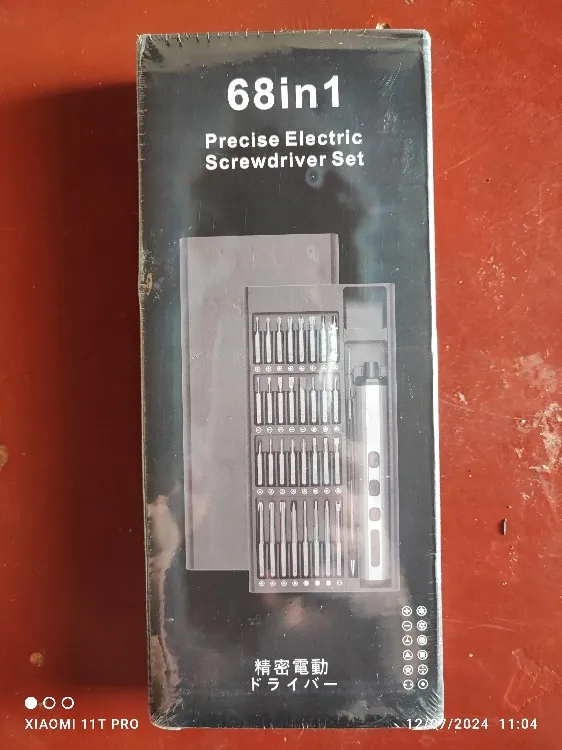 68in1
Precise Electric
Screwdriver Set
精密電動
ドライバー
XIAOMI 11T PRO
12/07/2024 11:04